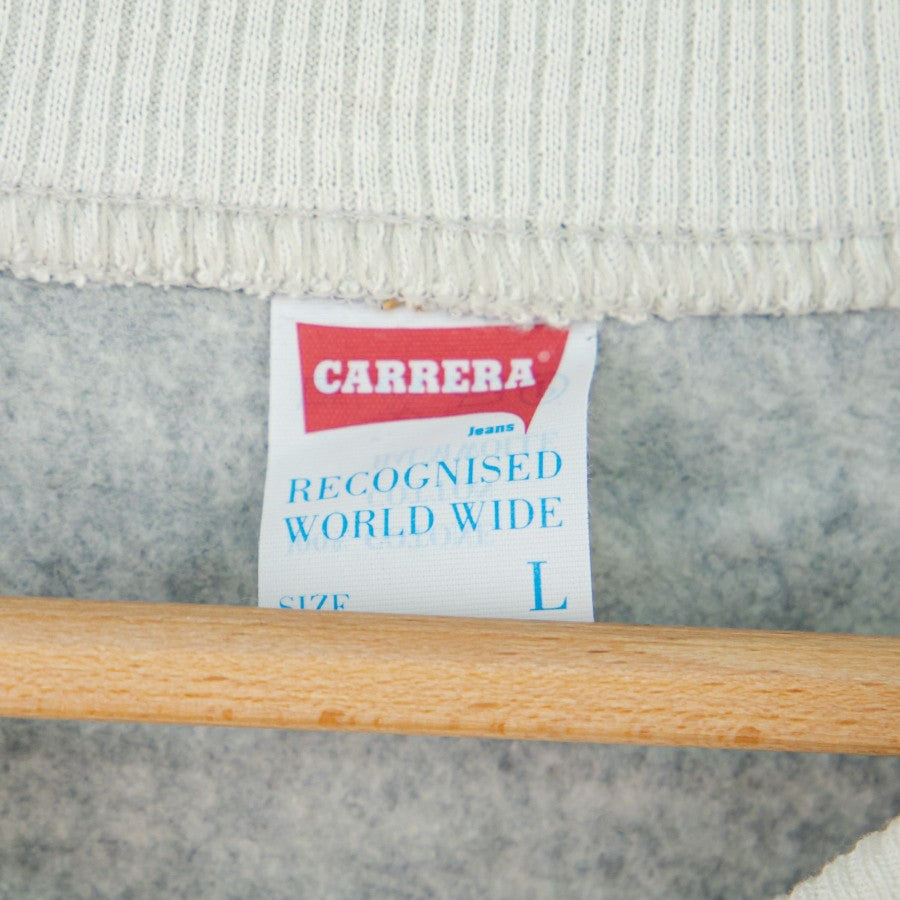 CARRERA®
Jeans
RECOGNISED
WORLD WIDE
SIZE L